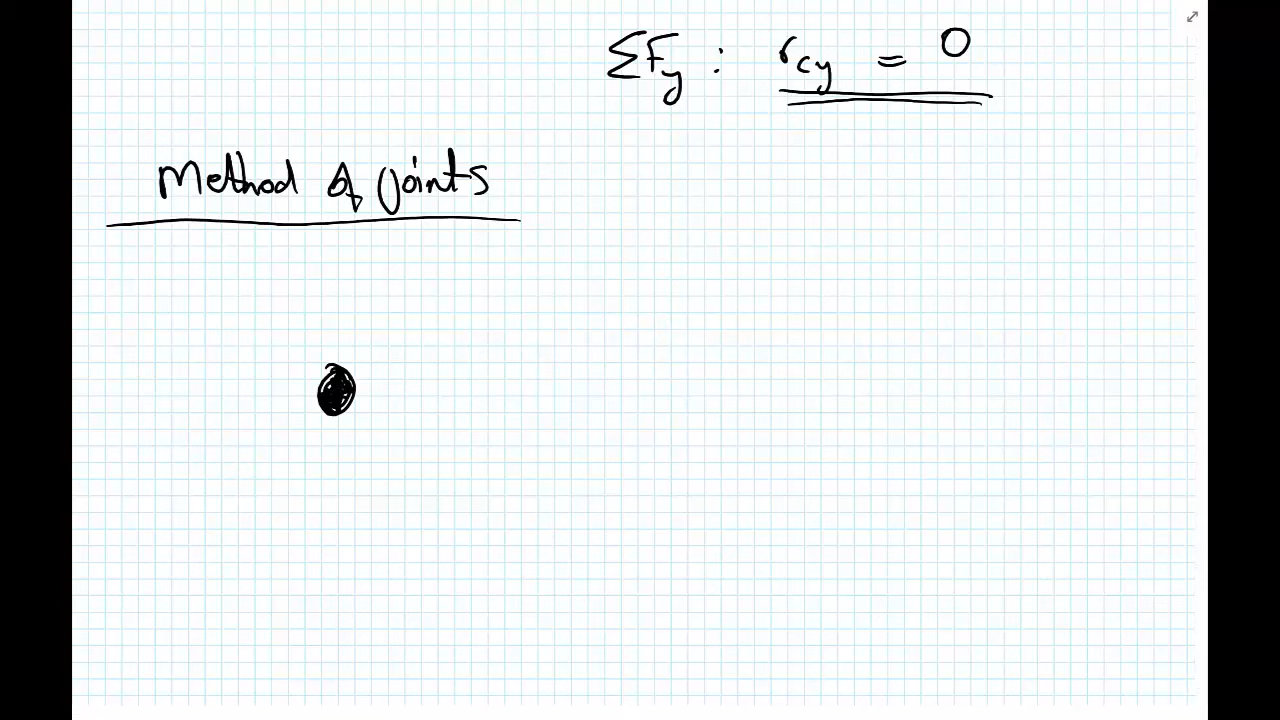 ΣFy : rcy = 0
Method of joints